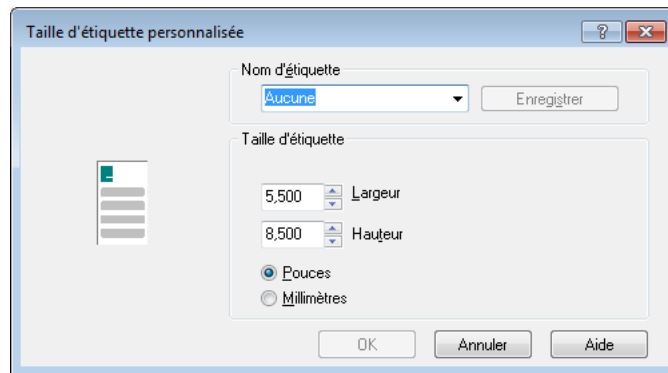 Taille d'étiquette personnalisée
Nom d'étiquette
Aucune
Enregistrer
Taille d'étiquette
5,500 Largeur
8,500 Hauteur
Pouces
Millimètres
OK Annuler Aide